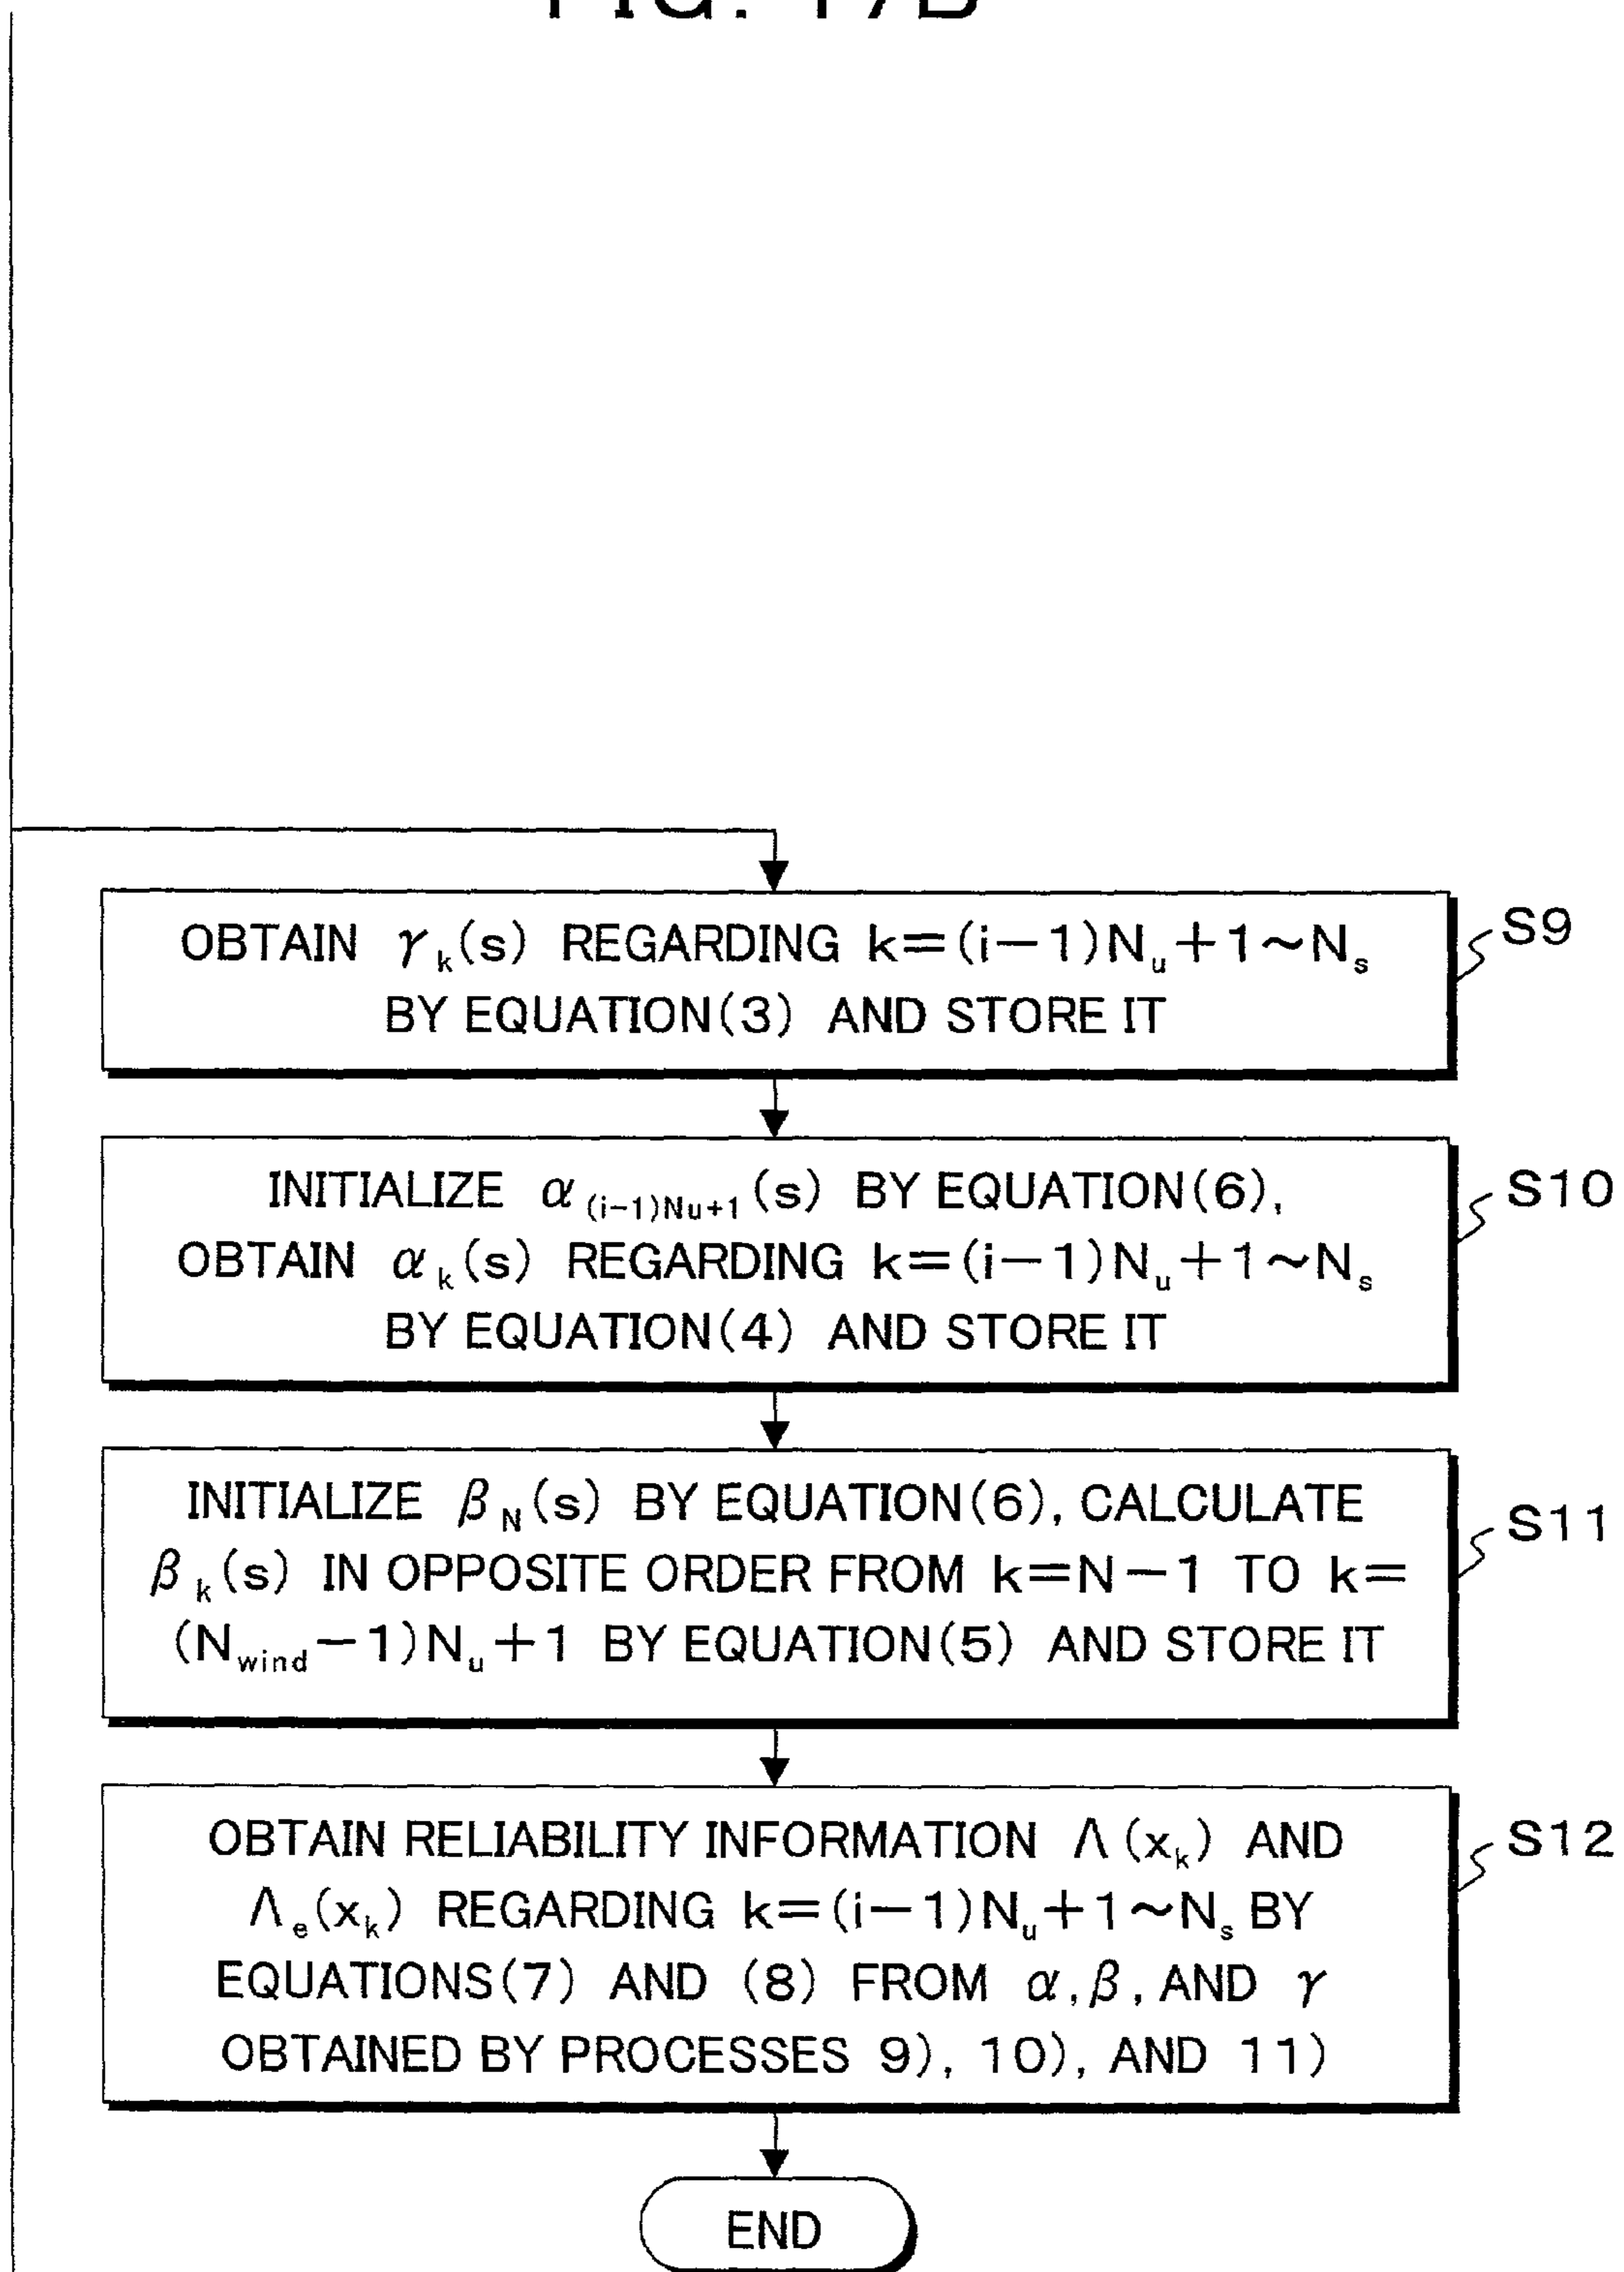 FIG. 17B
OBTAIN γₖ(s) REGARDING k=(i−1)Nᵤ+1~Nₛ
BY EQUATION(3) AND STORE IT
S9
INITIALIZE α₍ᵢ₋₁₎Nu+1(s) BY EQUATION(6),
OBTAIN αₖ(s) REGARDING k=(i−1)Nᵤ+1~Nₛ
BY EQUATION(4) AND STORE IT
S10
INITIALIZE β_N(s) BY EQUATION(6), CALCULATE
βₖ(s) IN OPPOSITE ORDER FROM k=N−1 TO k=
(N_wind−1)Nᵤ+1 BY EQUATION(5) AND STORE IT
S11
OBTAIN RELIABILITY INFORMATION Λ(xₖ) AND
Λₑ(xₖ) REGARDING k=(i−1)Nᵤ+1~Nₛ BY
EQUATIONS(7) AND (8) FROM α,β, AND γ
OBTAINED BY PROCESSES 9), 10), AND 11)
S12
END